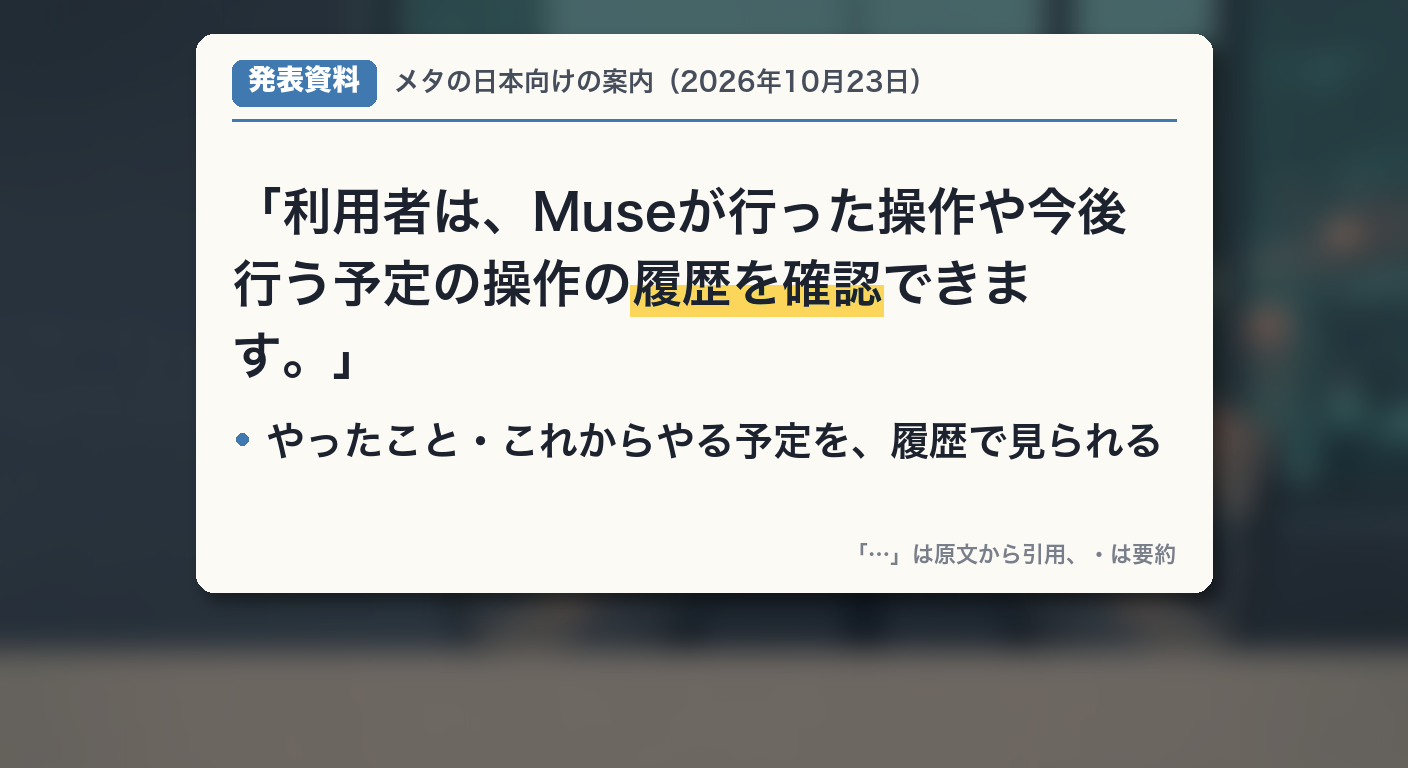 発表資料 メタの日本向けの案内（2026年10月23日）
「利用者は、Museが行った操作や今後
行う予定の操作の履歴を確認できま
す。」
• やったこと・これからやる予定を、履歴で見られる
「…」は原文から引用、・は要約